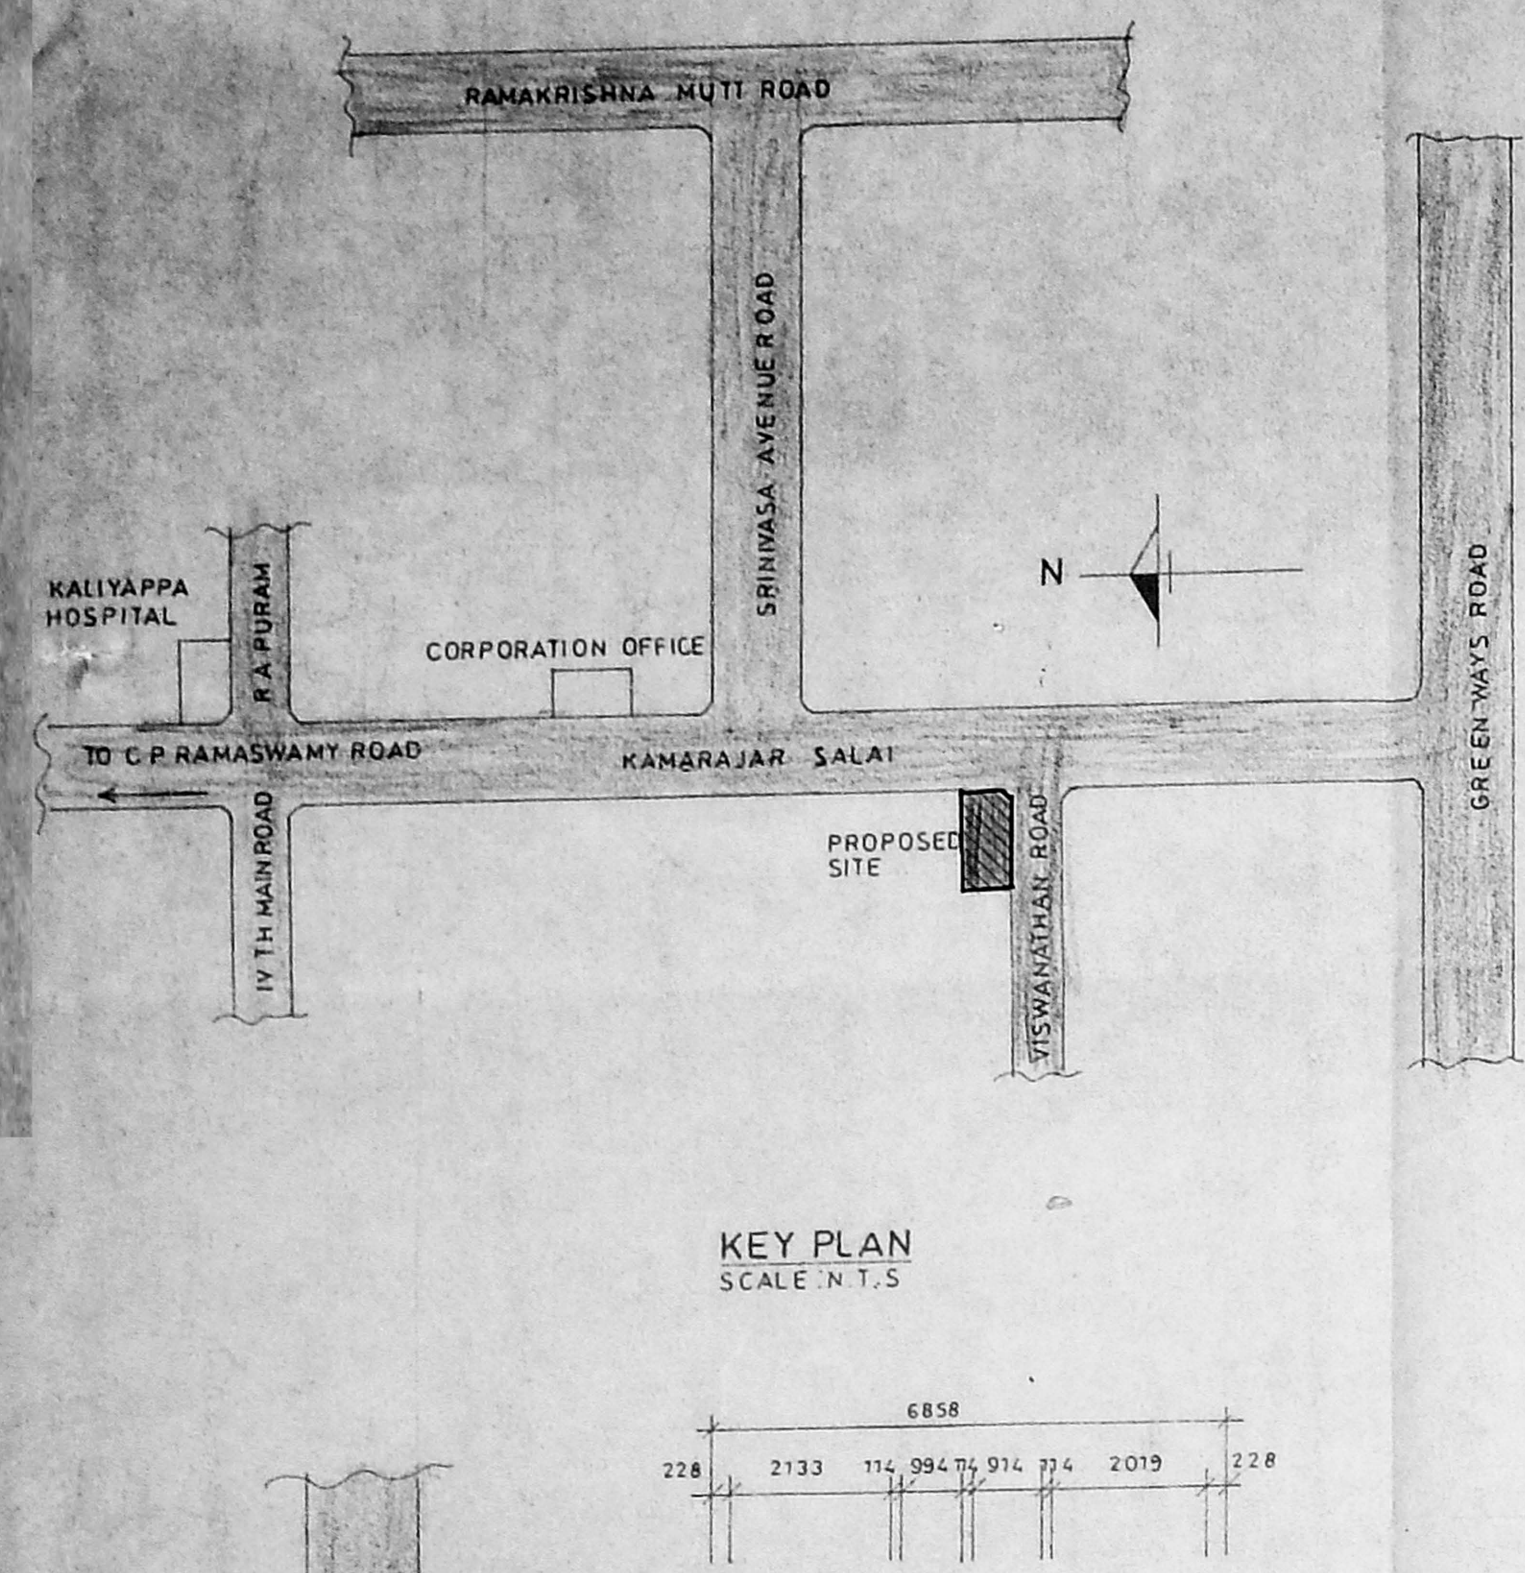 RAMAKRISHNA MUTT ROAD
SRINIVASA AVENUE ROAD
GREEN WAYS ROAD
N
KALIYAPPA
HOSPITAL
R A PURAM
CORPORATION OFFICE
TO C P RAMASWAMY ROAD
KAMARAJAR SALAI
IV TH MAIN ROAD
PROPOSED
SITE
VISWANATHAN ROAD
KEY PLAN
SCALE : N.T.S
6858
228 2133 114 994 114 914 114 2019 228